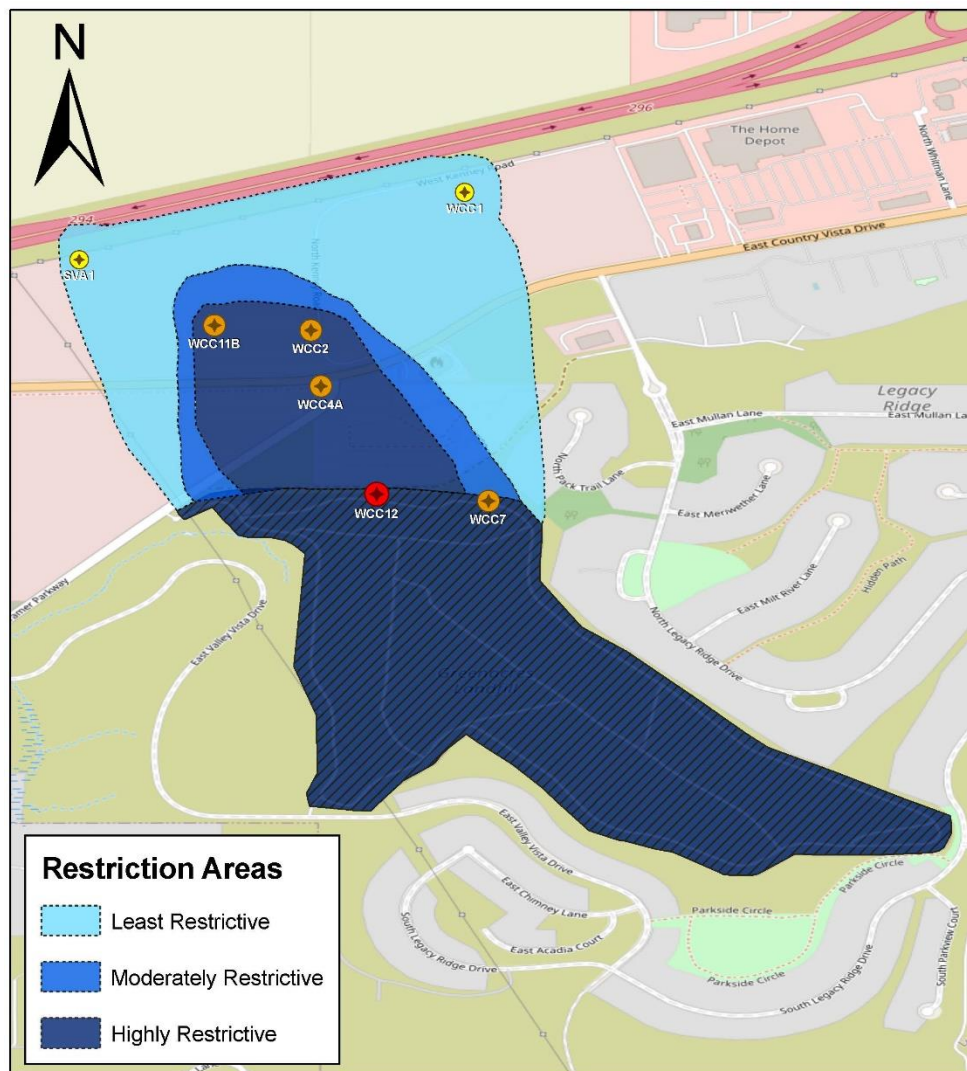 N
296
The Home
Depot
North Whitman Lane
West Kenney Road
294
WCC1
East Country Vista Drive
SVA1
WCC11B
WCC2
WCC4A
Legacy
Ridge
East Mullan Lane
East Mullan La
North Pack Trail Lane
WCC12
WCC7
East Meriwether Lane
Hidden Path
East Milt River Lane
North Legacy Ridge Drive
amer Parkway
East Valley Vista Drive
East Valley Vista Drive
Parkside Circle
East Chimney Lane
Parkside Circle
East Acadia Court
South Legacy Ridge Drive
Parkside Circle
South Legacy Ridge Drive
South Parkview Court
Restriction Areas
Least Restrictive
Moderately Restrictive
Highly Restrictive